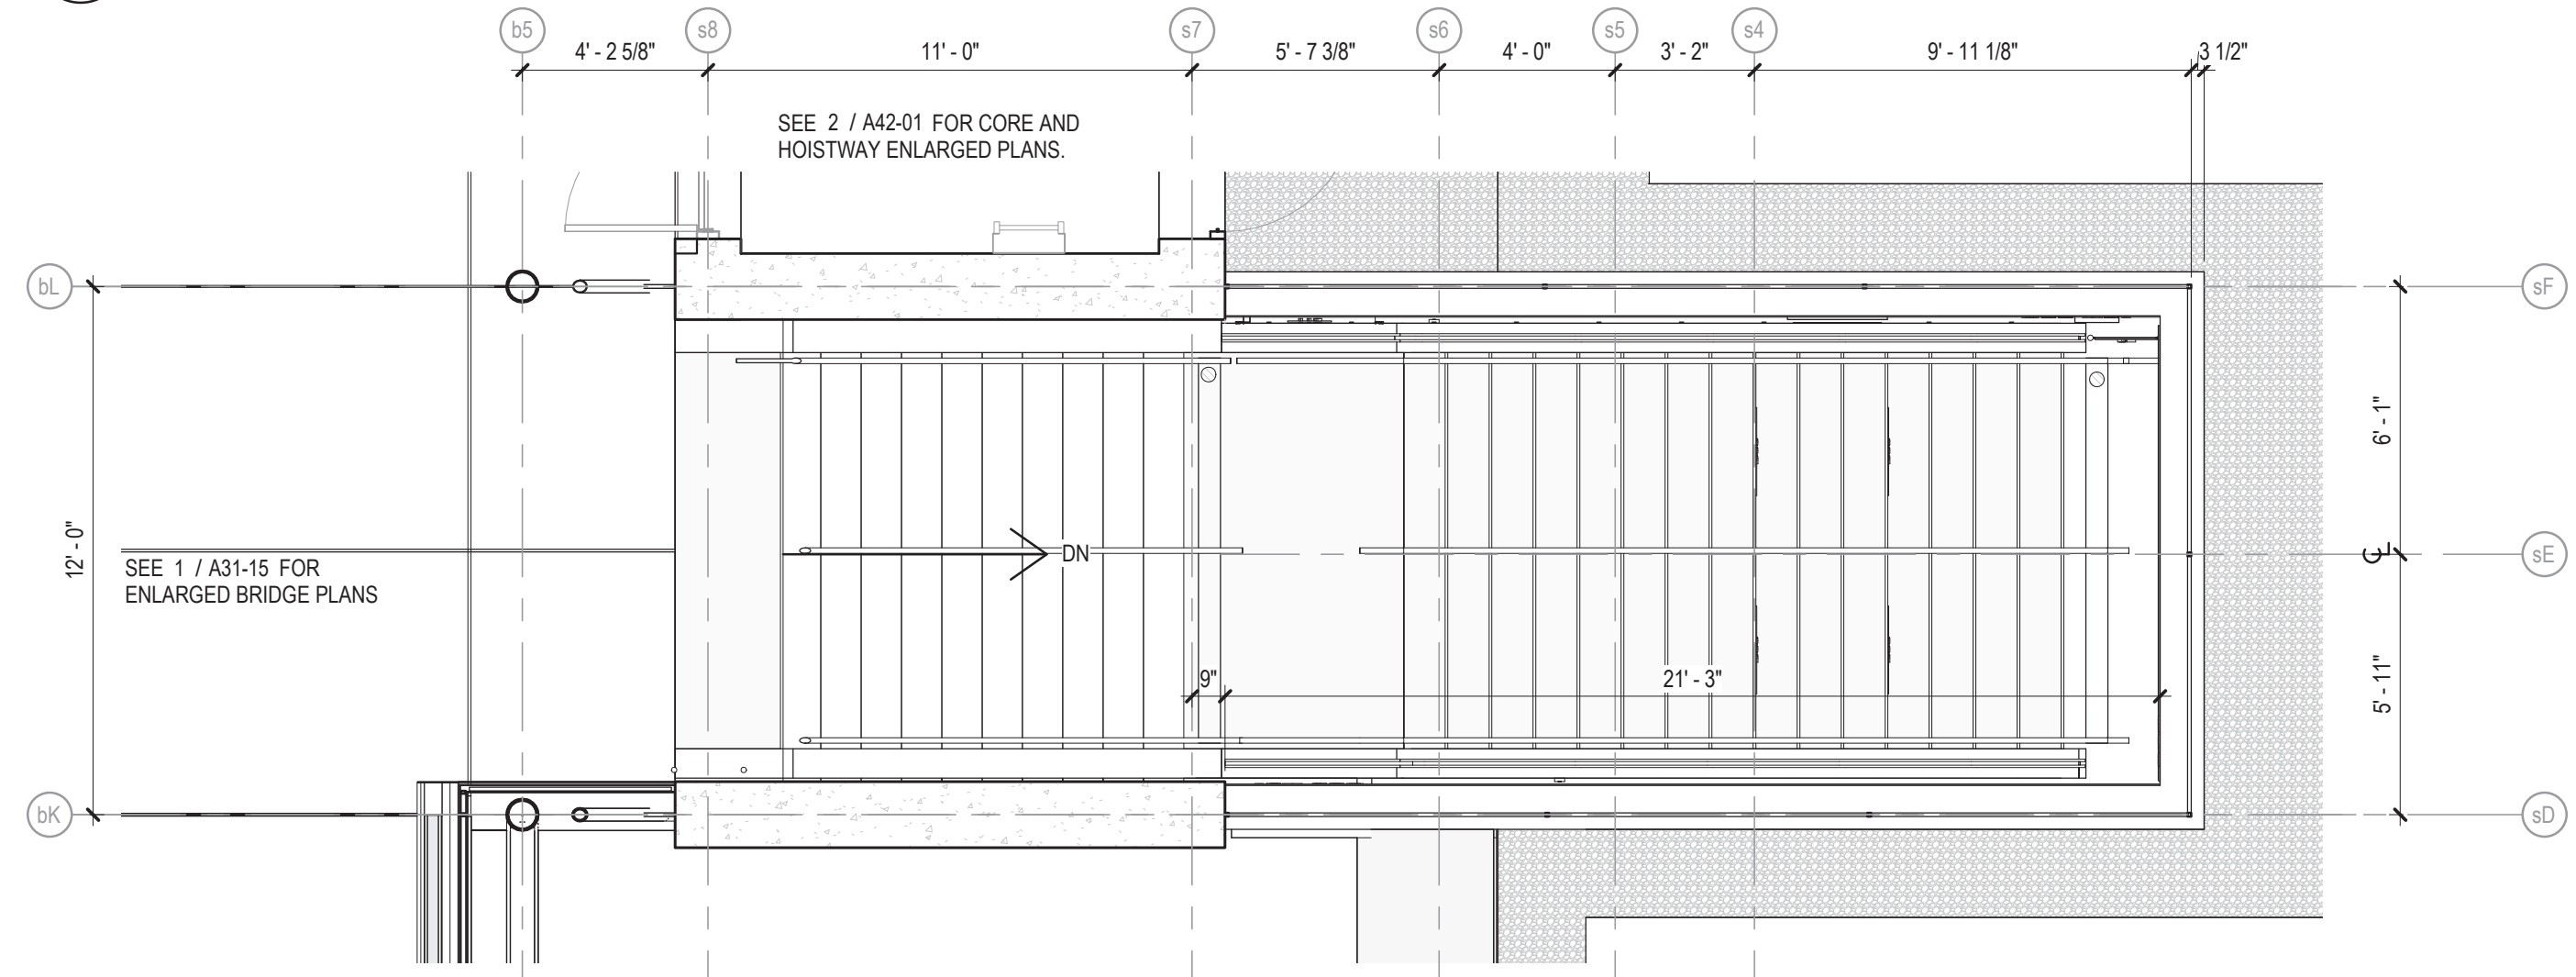 b5
s8
s7
s6
s5
s4
4' - 2 5/8"
11' - 0"
5' - 7 3/8"
4' - 0"
3' - 2"
9' - 11 1/8"
3 1/2"
SEE 2 / A42-01 FOR CORE AND
HOISTWAY ENLARGED PLANS.
bL
sF
6' - 1"
12' - 0"
DN
SEE 1 / A31-15 FOR
ENLARGED BRIDGE PLANS
CL
sE
9"
21' - 3"
5' - 11"
bK
sD